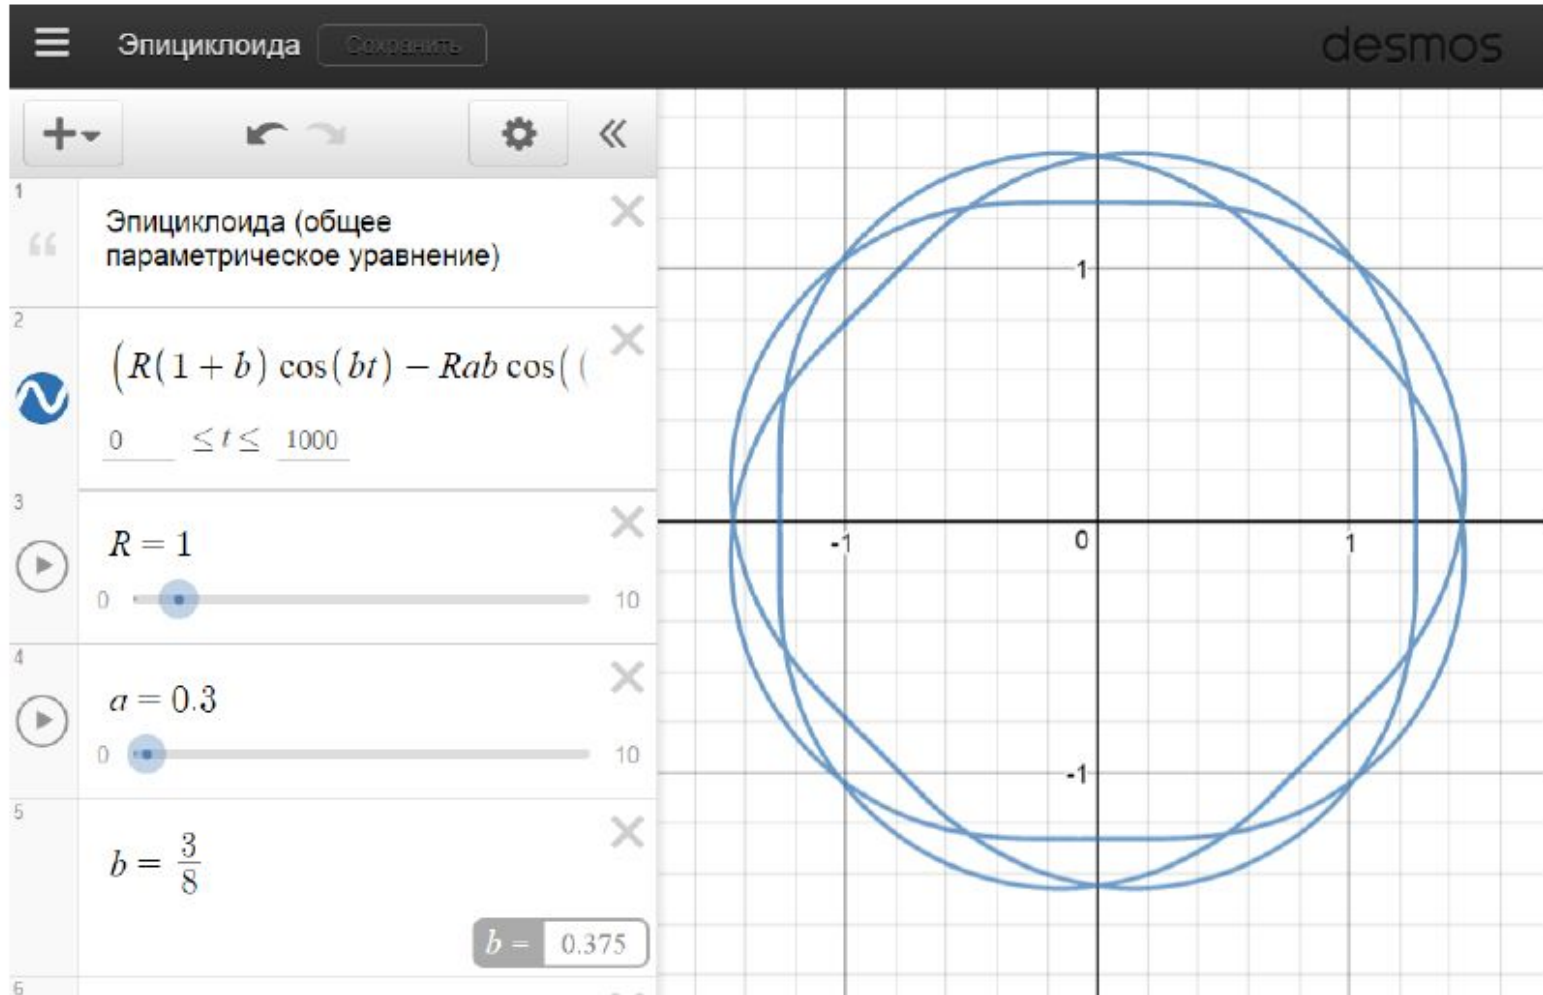 Эпициклоида
Сохранить
desmos
1
Эпициклоида (общее
параметрическое уравнение)
2
(R(1 + b) cos(bt) − Rab cos( (
0 ≤ t ≤ 1000
3
R = 1
0 10
4
a = 0.3
0 10
5
b = 3/8
b = 0.375
6
1
-1 0 1
-1